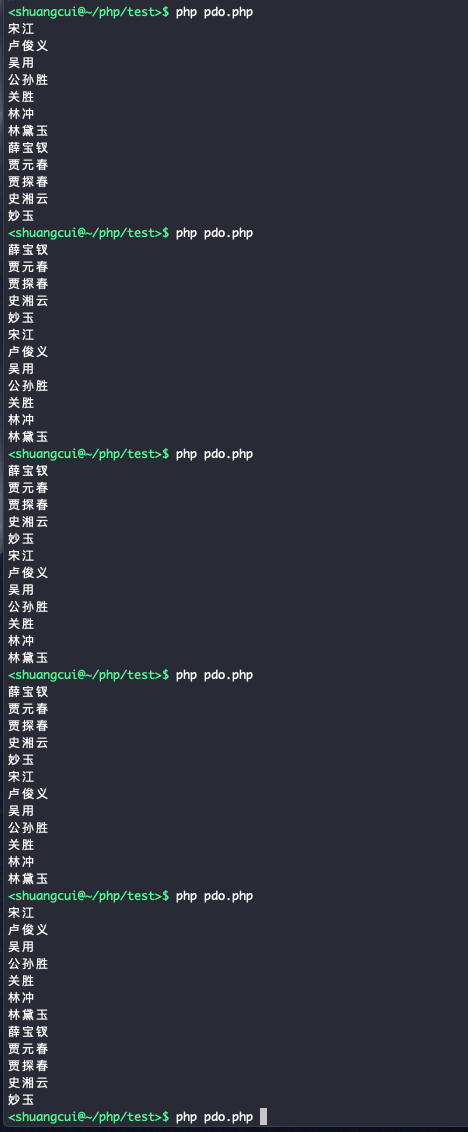 <shuangcui@~/php/test>$ php pdo.php
宋江
卢俊义
吴用
公孙胜
关胜
林冲
林黛玉
薛宝钗
贾元春
贾探春
史湘云
妙玉
<shuangcui@~/php/test>$ php pdo.php
薛宝钗
贾元春
贾探春
史湘云
妙玉
宋江
卢俊义
吴用
公孙胜
关胜
林冲
林黛玉
<shuangcui@~/php/test>$ php pdo.php
薛宝钗
贾元春
贾探春
史湘云
妙玉
宋江
卢俊义
吴用
公孙胜
关胜
林冲
林黛玉
<shuangcui@~/php/test>$ php pdo.php
薛宝钗
贾元春
贾探春
史湘云
妙玉
宋江
卢俊义
吴用
公孙胜
关胜
林冲
林黛玉
<shuangcui@~/php/test>$ php pdo.php
宋江
卢俊义
吴用
公孙胜
关胜
林冲
林黛玉
薛宝钗
贾元春
贾探春
史湘云
妙玉
<shuangcui@~/php/test>$ php pdo.php